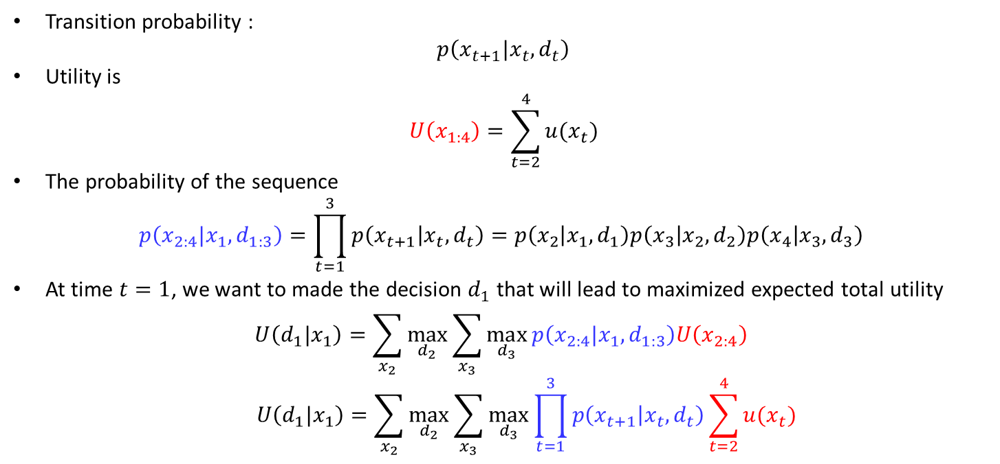 • Transition probability :
p(x_{t+1}|x_t, d_t)
• Utility is
U(x_{1:4}) = \sum_{t=2}^{4} u(x_t)
• The probability of the sequence
p(x_{2:4}|x_1, d_{1:3}) = \prod_{t=1}^{3} p(x_{t+1}|x_t, d_t) = p(x_2|x_1, d_1)p(x_3|x_2, d_2)p(x_4|x_3, d_3)
• At time t = 1, we want to made the decision d_1 that will lead to maximized expected total utility
U(d_1|x_1) = \sum_{x_2} \max_{d_2} \sum_{x_3} \max_{d_3} p(x_{2:4}|x_1, d_{1:3})U(x_{2:4})
U(d_1|x_1) = \sum_{x_2} \max_{d_2} \sum_{x_3} \max_{d_3} \prod_{t=1}^{3} p(x_{t+1}|x_t, d_t) \sum_{t=2}^{4} u(x_t)